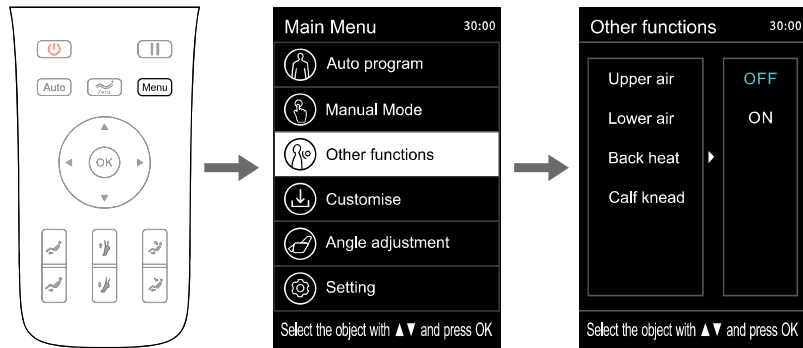 Auto
Zero
Menu
OK
Main Menu 30:00
Auto program
Manual Mode
Other functions
Customise
Angle adjustment
Setting
Select the object with ▲▼ and press OK
Other functions 30:00
Upper air
OFF
Lower air
ON
Back heat
Calf knead
Select the object with ▲▼ and press OK